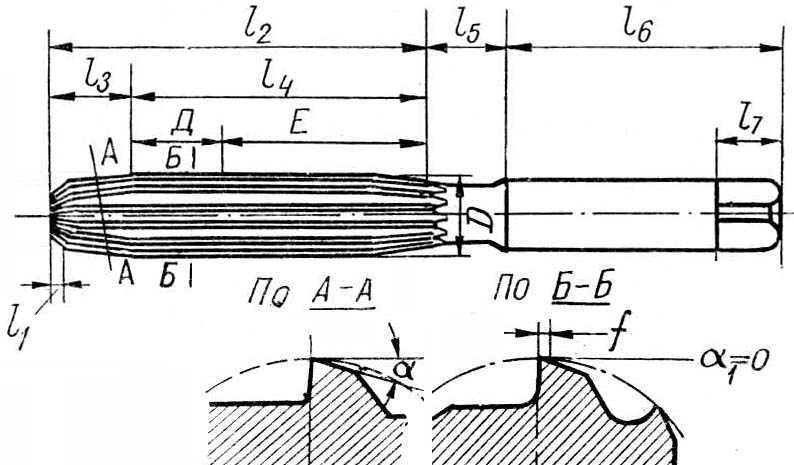 l2 l5 l6
l3 l4
Д Е l7
А Б
D
А Б
l1 По А-А По Б-Б
f
α α1=0